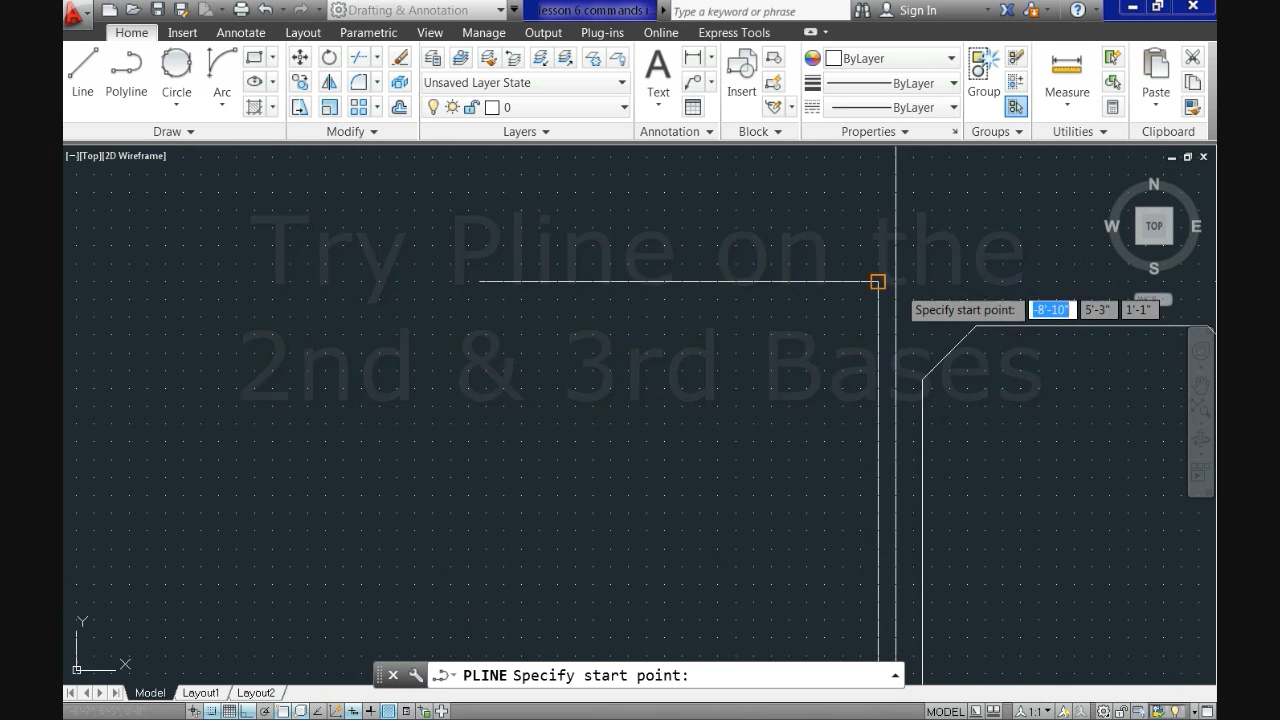 Drafting & Annotation
lesson 6 commands i
Type a keyword or phrase
Sign In
Home Insert Annotate Layout Parametric View Manage Output Plug-ins Online Express Tools
Line Polyline Circle Arc
Unsaved Layer State
0
Text
Insert
ByLayer
ByLayer
ByLayer
Group
Measure
Paste
Draw Modify Layers Annotation Block Properties Groups Utilities Clipboard
[−][Top][2D Wireframe]
N
W TOP E
S
Try Pline on the
2nd & 3rd Bases
Specify start point: -8'-10" 5'-3" 1'-1"
Y
X
PLINE Specify start point:
Model Layout1 Layout2
MODEL 1:1